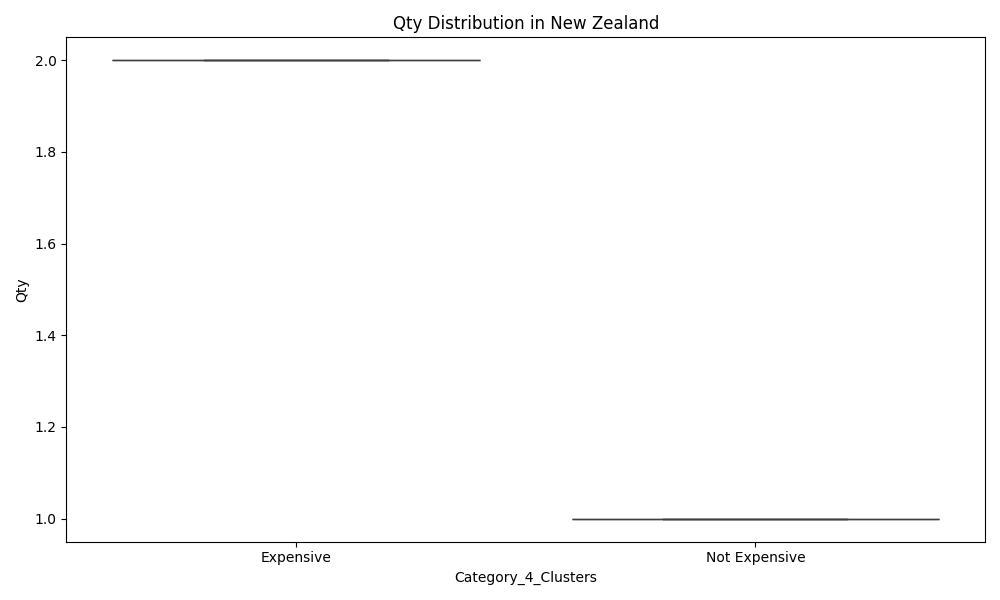 Qty Distribution in New Zealand
2.0
1.8
1.6
1.4
1.2
1.0
Qty
Expensive
Not Expensive
Category_4_Clusters